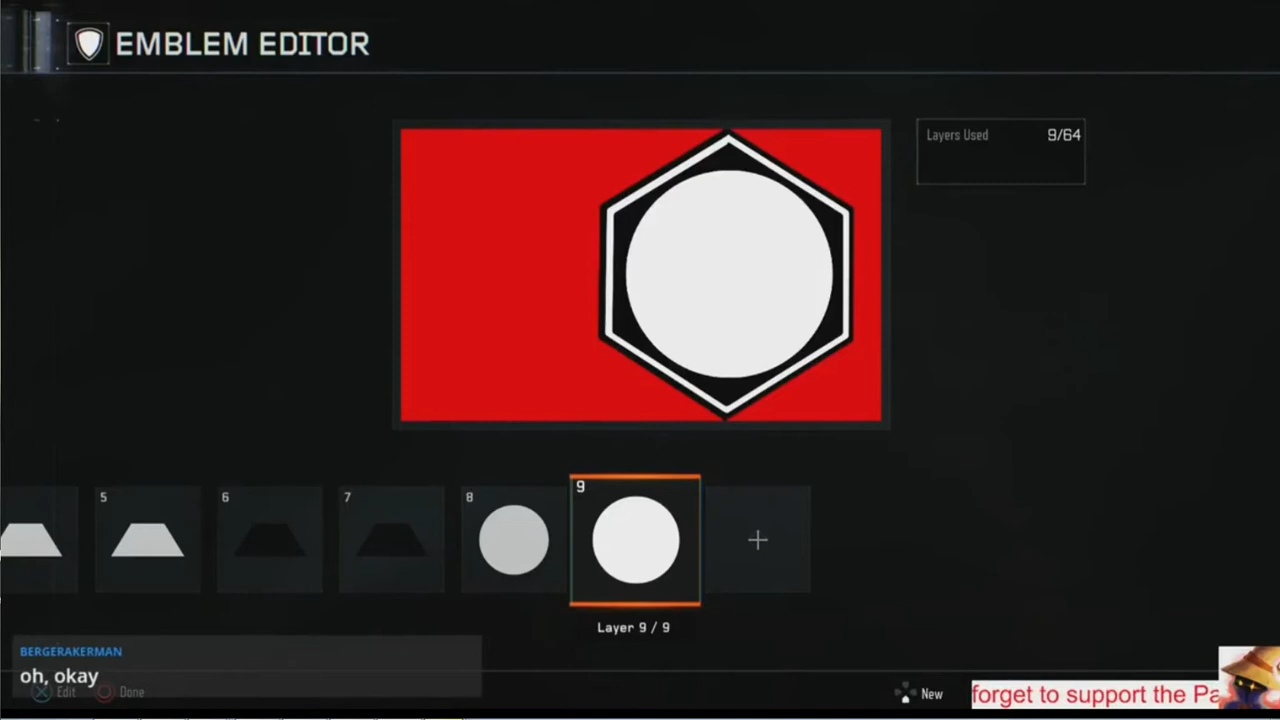 EMBLEM EDITOR
Layers Used 9/64
5 6 7 8 9
Layer 9 / 9
BERGERAKERMAN
oh, okay
Edit Done
New
forget to support the Pa